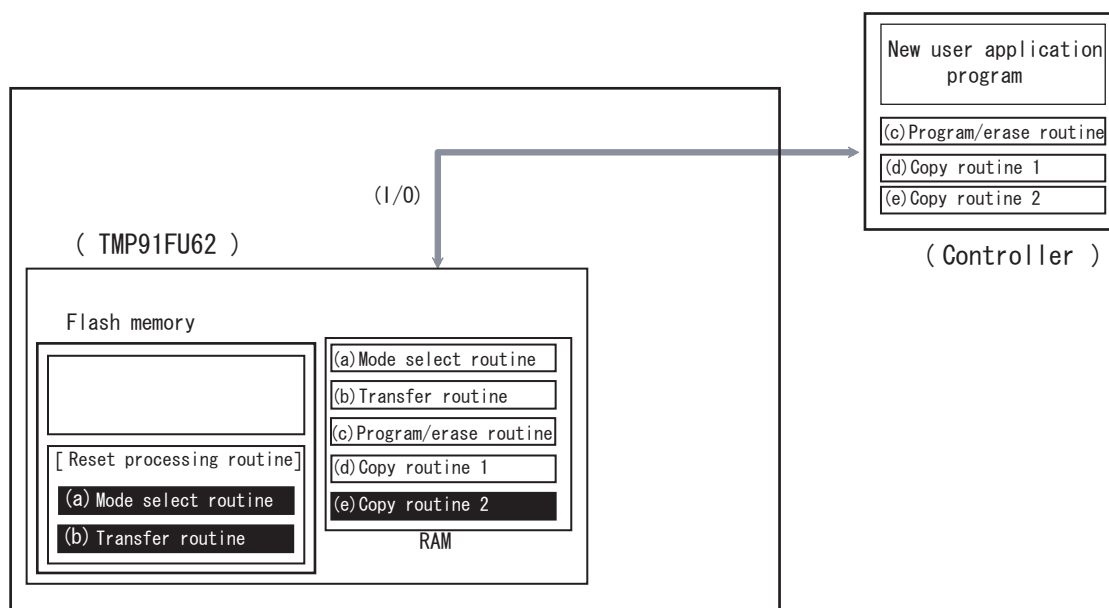 New user application
program
(c)Program/erase routine
(d)Copy routine 1
(e)Copy routine 2
( Controller )
(I/O)
( TMP91FU62 )
Flash memory
[ Reset processing routine]
(a)Mode select routine
(b)Transfer routine
(a)Mode select routine
(b)Transfer routine
(c)Program/erase routine
(d)Copy routine 1
(e)Copy routine 2
RAM